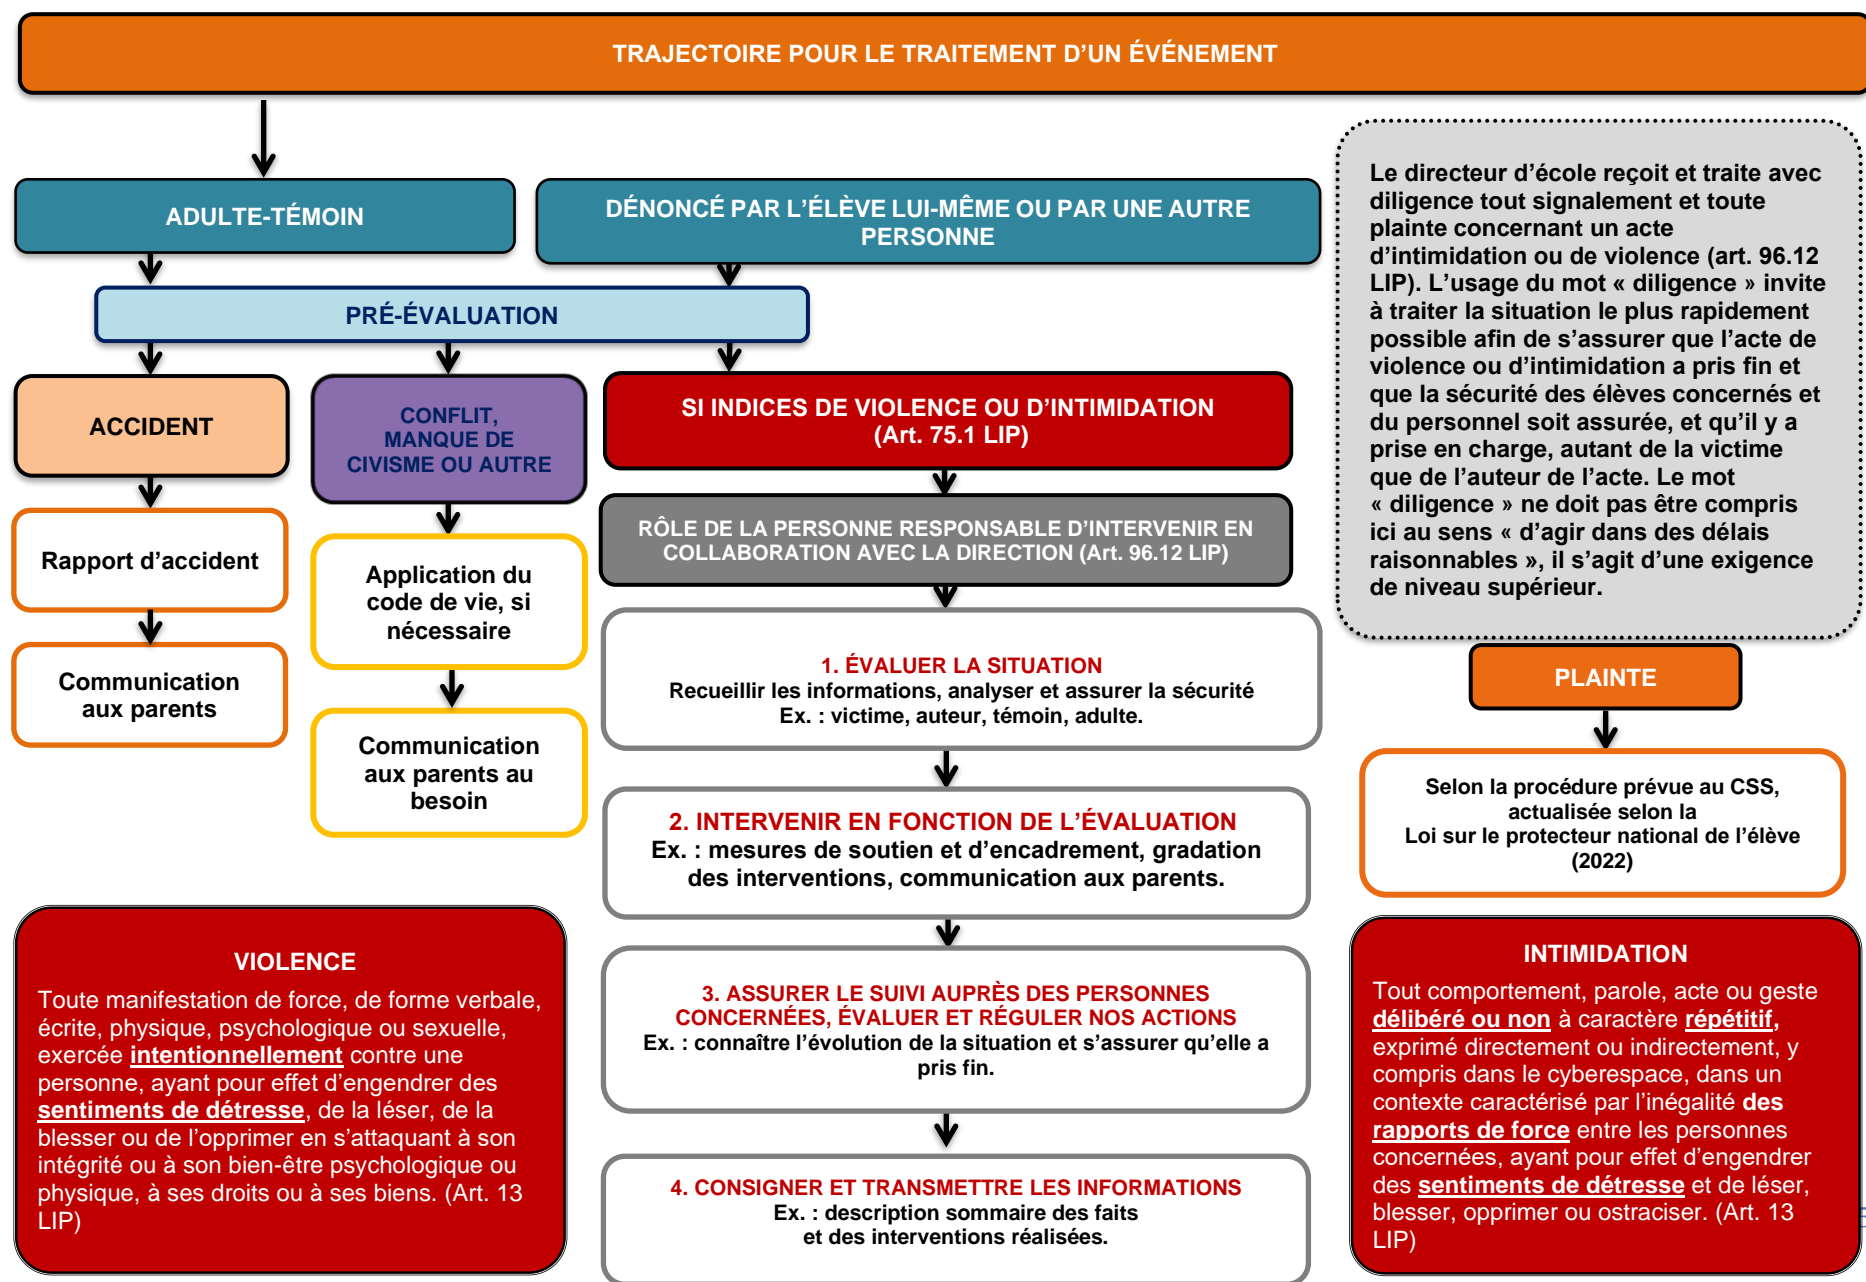 TRAJECTOIRE POUR LE TRAITEMENT D’UN ÉVÉNEMENT
ADULTE-TÉMOIN
DÉNONCÉ PAR L’ÉLÈVE LUI-MÊME OU PAR UNE AUTRE
PERSONNE
PRÉ-ÉVALUATION
ACCIDENT
Rapport d’accident
Communication
aux parents
CONFLIT,
MANQUE DE
CIVISME OU AUTRE
Application du
code de vie, si
nécessaire
Communication
aux parents au
besoin
SI INDICES DE VIOLENCE OU D’INTIMIDATION
(Art. 75.1 LIP)
RÔLE DE LA PERSONNE RESPONSABLE D’INTERVENIR EN
COLLABORATION AVEC LA DIRECTION (Art. 96.12 LIP)
1. ÉVALUER LA SITUATION
Recueillir les informations, analyser et assurer la sécurité
Ex. : victime, auteur, témoin, adulte.
2. INTERVENIR EN FONCTION DE L’ÉVALUATION
Ex. : mesures de soutien et d’encadrement, gradation
des interventions, communication aux parents.
3. ASSURER LE SUIVI AUPRÈS DES PERSONNES
CONCERNÉES, ÉVALUER ET RÉGULER NOS ACTIONS
Ex. : connaître l’évolution de la situation et s’assurer qu’elle a
pris fin.
4. CONSIGNER ET TRANSMETTRE LES INFORMATIONS
Ex. : description sommaire des faits
et des interventions réalisées.
Le directeur d’école reçoit et traite avec
diligence tout signalement et toute
plainte concernant un acte
d’intimidation ou de violence (art. 96.12
LIP). L’usage du mot « diligence » invite
à traiter la situation le plus rapidement
possible afin de s’assurer que l’acte de
violence ou d’intimidation a pris fin et
que la sécurité des élèves concernés et
du personnel soit assurée, et qu’il y a
prise en charge, autant de la victime
que de l’auteur de l’acte. Le mot
« diligence » ne doit pas être compris
ici au sens « d’agir dans des délais
raisonnables », il s’agit d’une exigence
de niveau supérieur.
PLAINTE
Selon la procédure prévue au CSS,
actualisée selon la
Loi sur le protecteur national de l’élève
(2022)
VIOLENCE
Toute manifestation de force, de forme verbale,
écrite, physique, psychologique ou sexuelle,
exercée intentionnellement contre une
personne, ayant pour effet d’engendrer des
sentiments de détresse, de la léser, de la
blesser ou de l’opprimer en s’attaquant à son
intégrité ou à son bien-être psychologique ou
physique, à ses droits ou à ses biens. (Art. 13
LIP)
INTIMIDATION
Tout comportement, parole, acte ou geste
délibéré ou non à caractère répétitif,
exprimé directement ou indirectement, y
compris dans le cyberespace, dans un
contexte caractérisé par l’inégalité des
rapports de force entre les personnes
concernées, ayant pour effet d’engendrer
des sentiments de détresse et de léser,
blesser, opprimer ou ostraciser. (Art. 13
LIP)